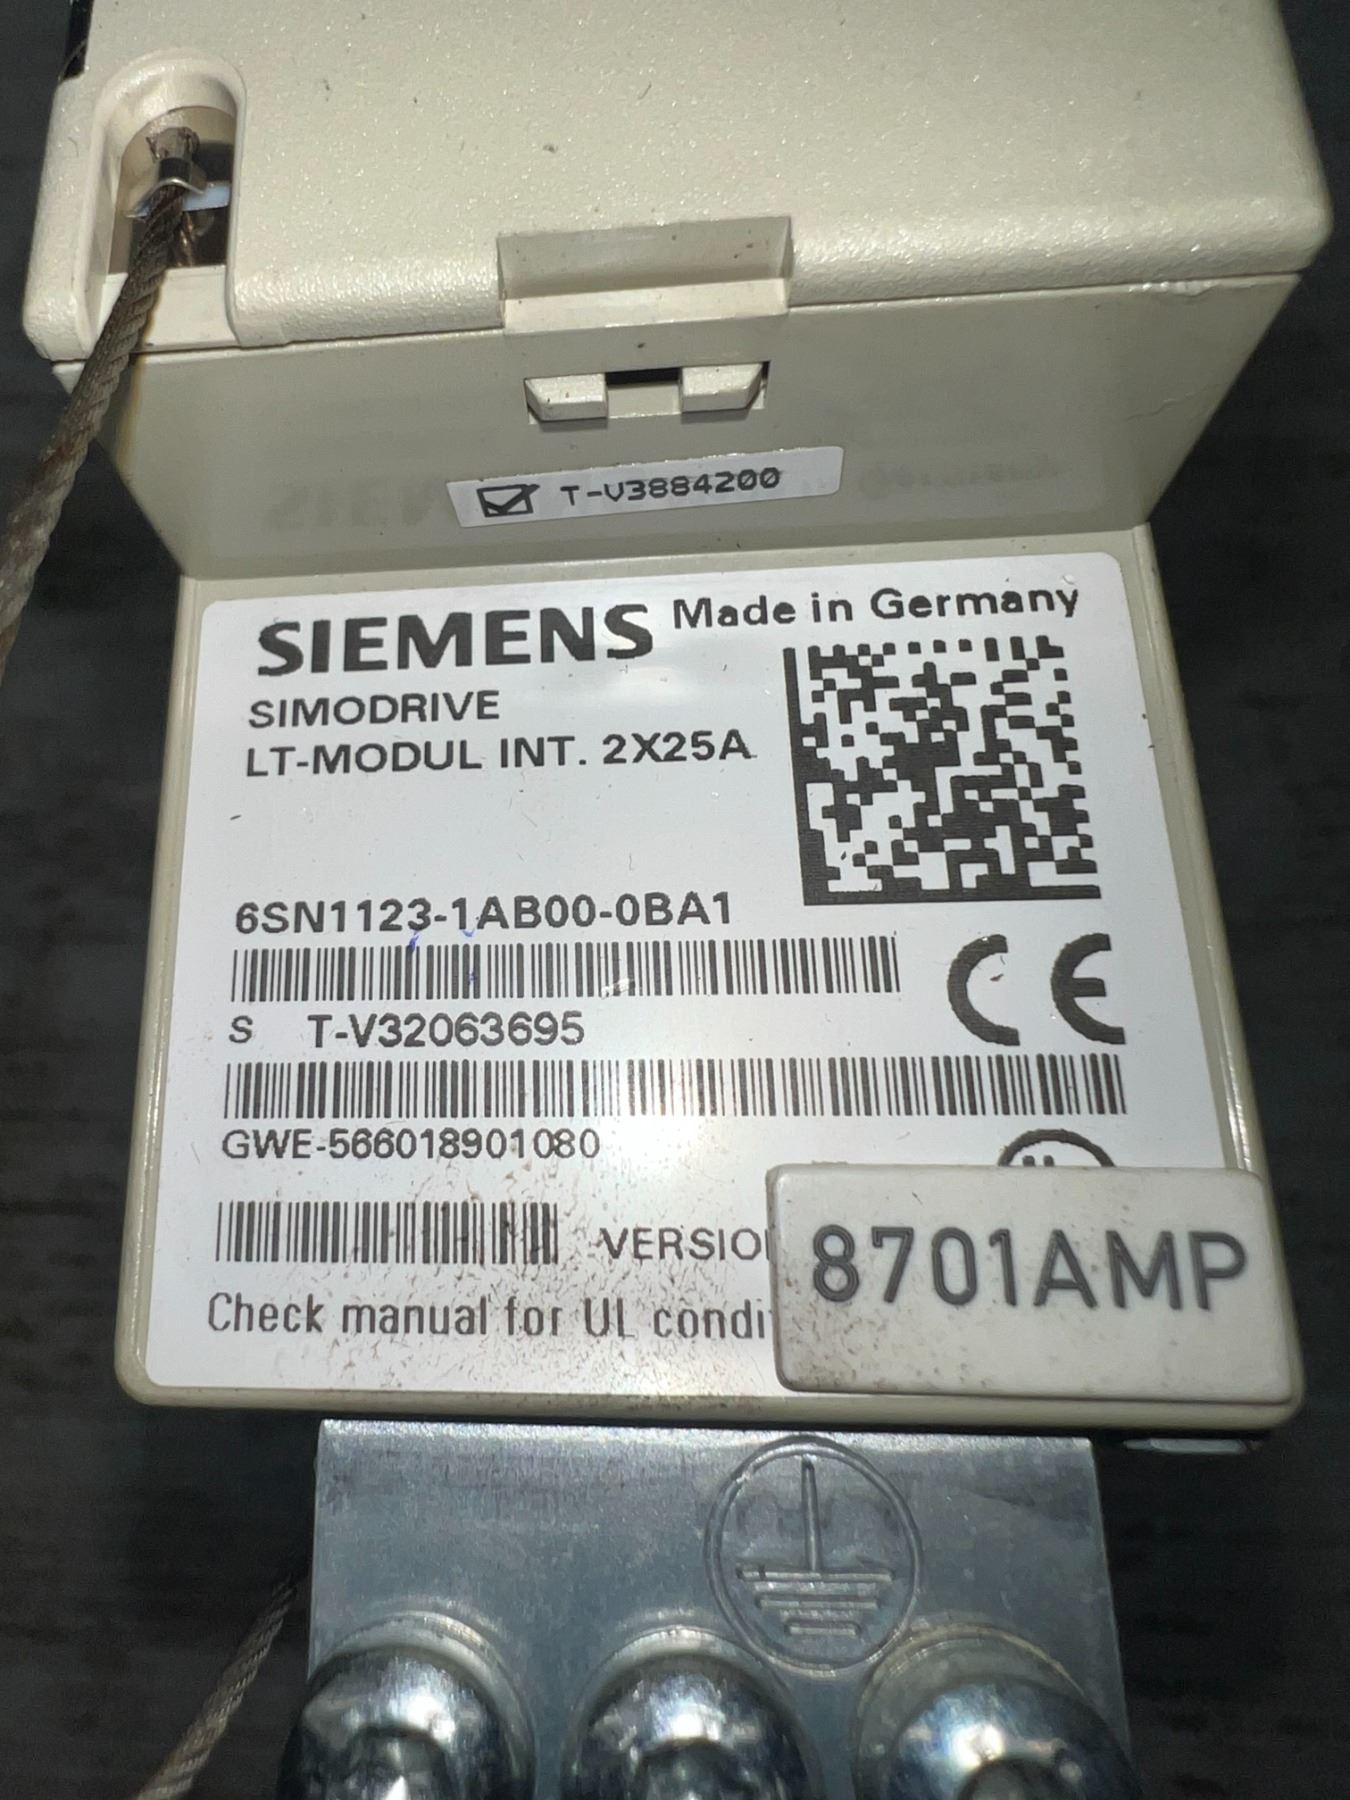 T-V3884200
SIEMENS Made in Germany
SIMODRIVE
LT-MODUL INT. 2X25A
6SN1123-1AB00-0BA1
CE
S T-V32063695
GWE-566018901080
8701AMP
Check manual for UL